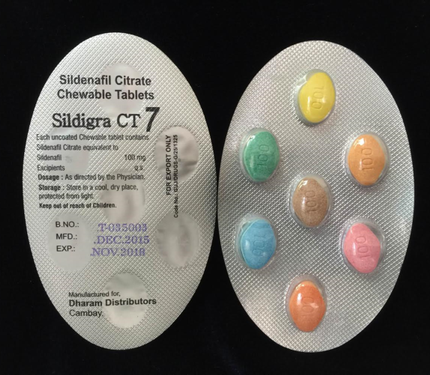 Sildenafil Citrate
Chewable Tablets
Sildigra CT 7
Each uncoated Chewable tablet contains
Sildenafil Citrate equivalent to
Sildenafil 100 mg
Excipients q.s.
Dosage : As directed by the Physician.
Storage : Store in a cool, dry place,
protected from light.
Keep out of reach of Children.
FOR EXPORT ONLY
Code No.:
B.NO.: T-035003
MFD.: .DEC.2015
EXP.: .NOV.2018
Manufactured for.
Dharam Distributors
Cambay.
100
100
100
100
100
100
100